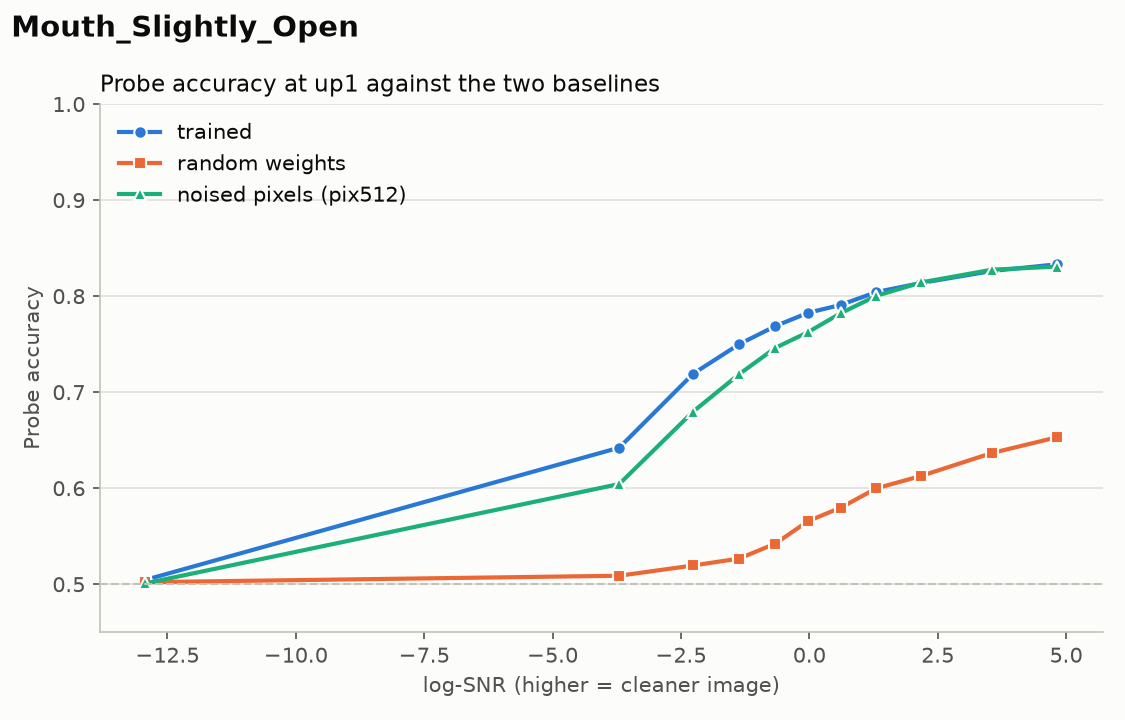 Mouth_Slightly_Open
Probe accuracy at up1 against the two baselines
1.0
0.9
0.8
0.7
0.6
0.5
Probe accuracy
trained
random weights
noised pixels (pix512)
−12.5
−10.0
−7.5
−5.0
−2.5
0.0
2.5
5.0
log-SNR (higher = cleaner image)